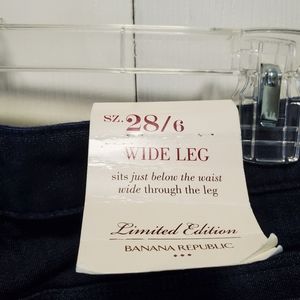 SZ. 28/6
WIDE LEG
sits just below the waist
wide through the leg
Limited Edition
BANANA REPUBLIC